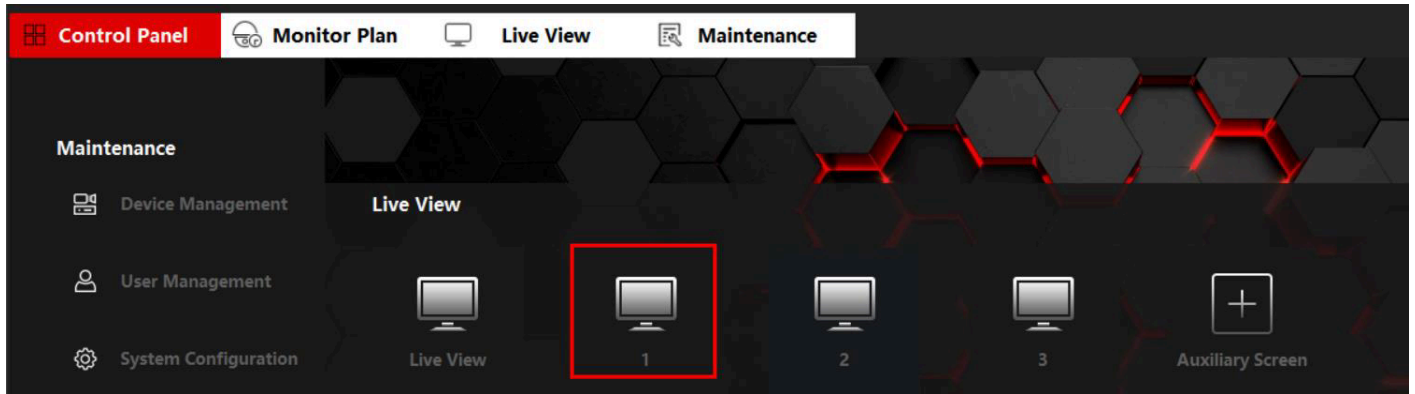 Control Panel
Monitor Plan
Live View
Maintenance
Maintenance
Device Management
User Management
System Configuration
Live View
Live View
1
2
3
Auxiliary Screen